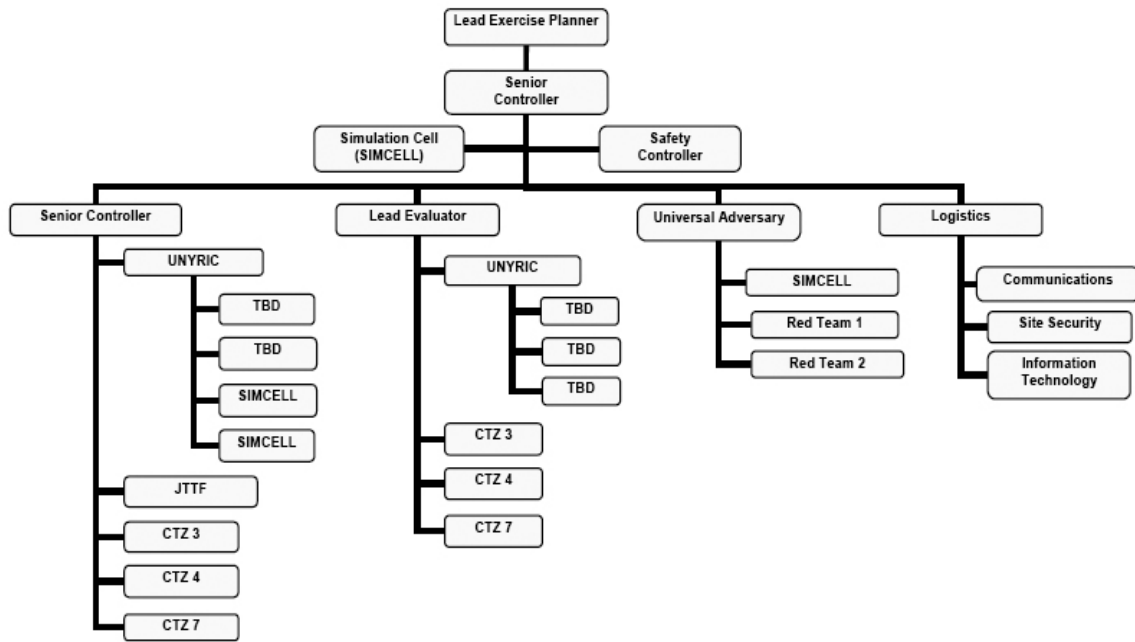 Lead Exercise Planner
Senior
Controller
Simulation Cell
(SIMCELL)
Safety
Controller
Senior Controller
UNYRIC
TBD
TBD
SIMCELL
SIMCELL
JTTF
CTZ 3
CTZ 4
CTZ 7
Lead Evaluator
UNYRIC
TBD
TBD
TBD
CTZ 3
CTZ 4
CTZ 7
Universal Adversary
SIMCELL
Red Team 1
Red Team 2
Logistics
Communications
Site Security
Information
Technology